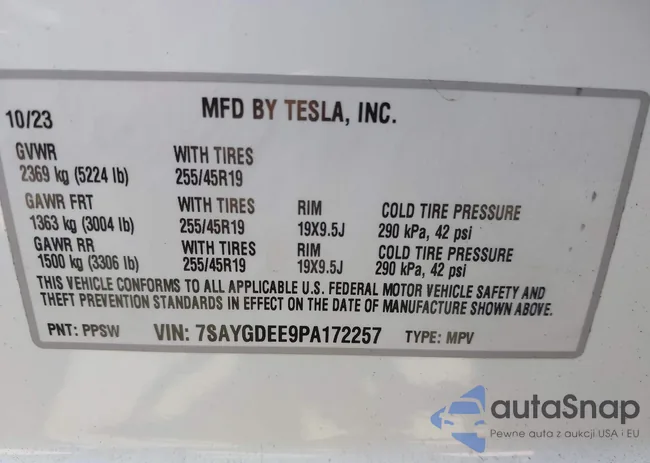 10/23 MFD BY TESLA, INC.
GVWR WITH TIRES
2369 kg (5224 lb) 255/45R19
GAWR FRT WITH TIRES RIM COLD TIRE PRESSURE
1363 kg (3004 lb) 255/45R19 19X9.5J 290 kPa, 42 psi
GAWR RR WITH TIRES RIM COLD TIRE PRESSURE
1500 kg (3306 lb) 255/45R19 19X9.5J 290 kPa, 42 psi
THIS VEHICLE CONFORMS TO ALL APPLICABLE U.S. FEDERAL MOTOR VEHICLE SAFETY AND
THEFT PREVENTION STANDARDS IN EFFECT ON THE DATE OF MANUFACTURE SHOWN ABOVE.
PNT: PPSW VIN: 7SAYGDEE9PA172257 TYPE: MPV
autaSnap
Pewne auta z aukcji USA i EU